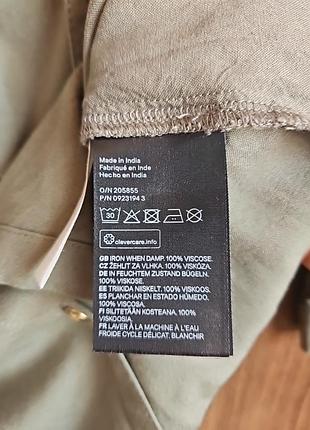 Made in India
Fabriqué en Inde
Hecho en India
O/N 205855
P/N 0923194 3
30
clevercare.info
GB IRON WHEN DAMP. 100% VISCOSE.
CZ ŽEHLIT ZA VLHKA. 100% VISKÓZA.
DE IN FEUCHTEM ZUSTAND BÜGELN.
100% VISKOSE.
EE TRIIKIDA NIISKELT. 100% VISKOOS.
ES PLANCHAR EN ESTADO HÚMEDO.
100% VISCOSA.
FI SILITETTÄVÄ KOSTEANA. 100%
VISKOOSIA.
FR LAVER À LA MACHINE À L'EAU
FROIDE CYCLE DÉLICAT, BLANCHIR